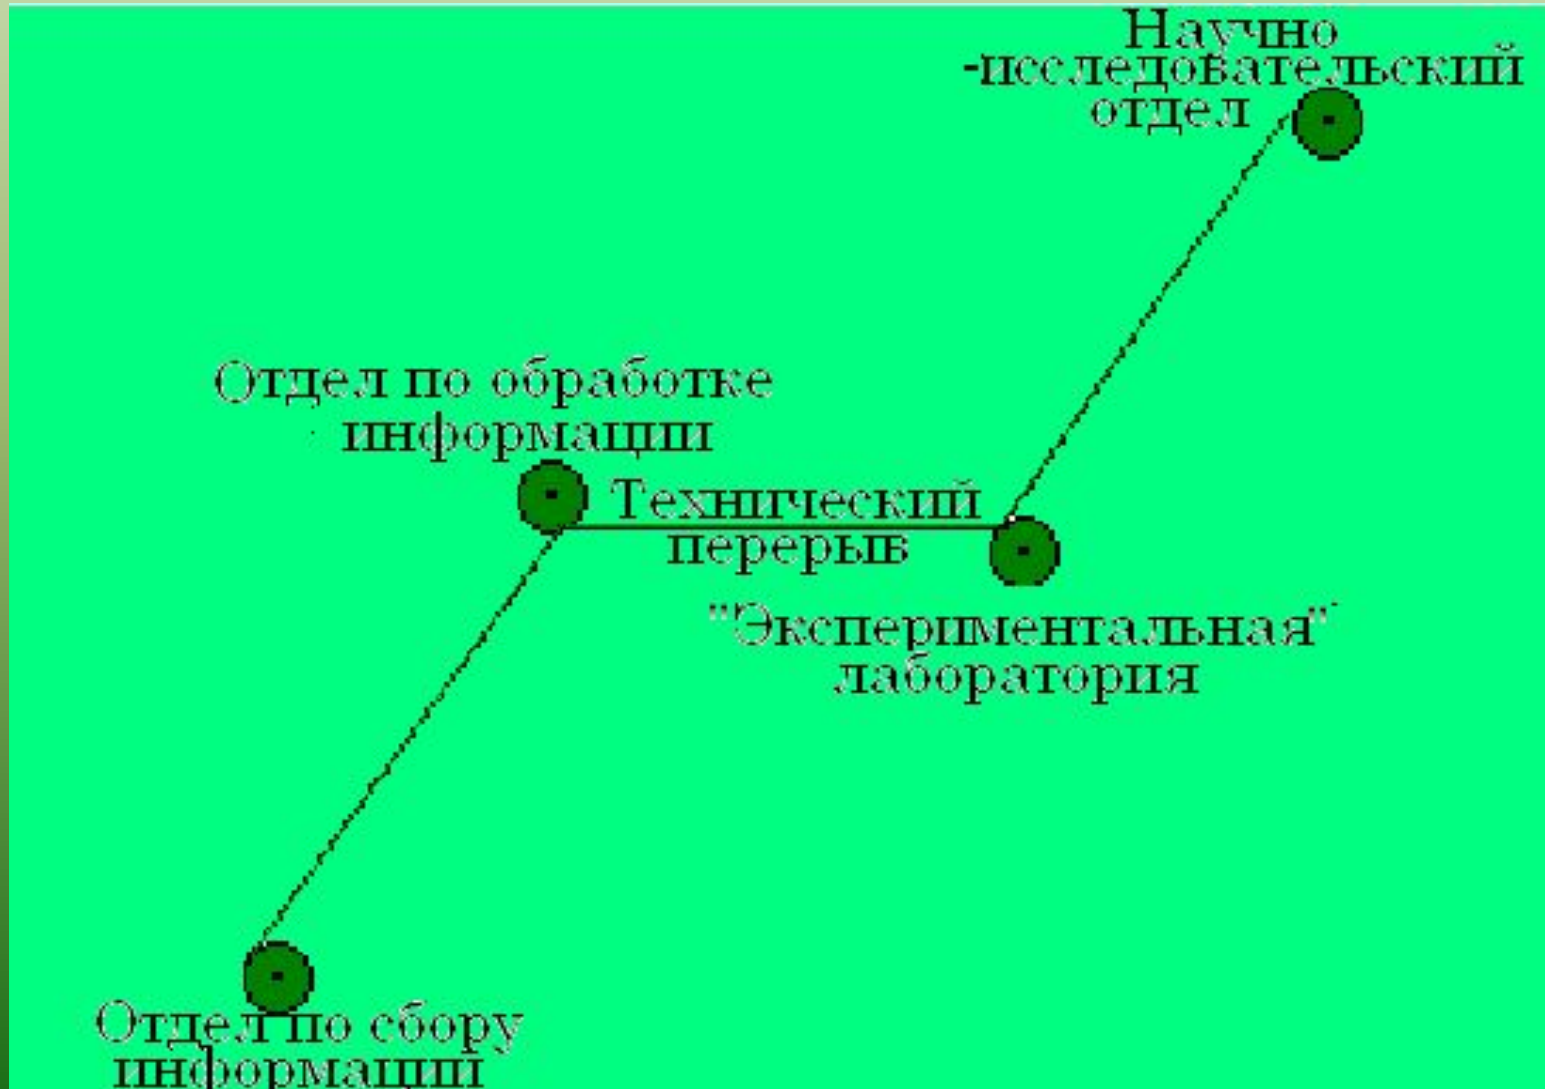 Научно
-исследовательский
отдел
Отдел по обработке
информации
Технический
перерыв
"Экспериментальная"
лаборатория
Отдел по сбору
информации